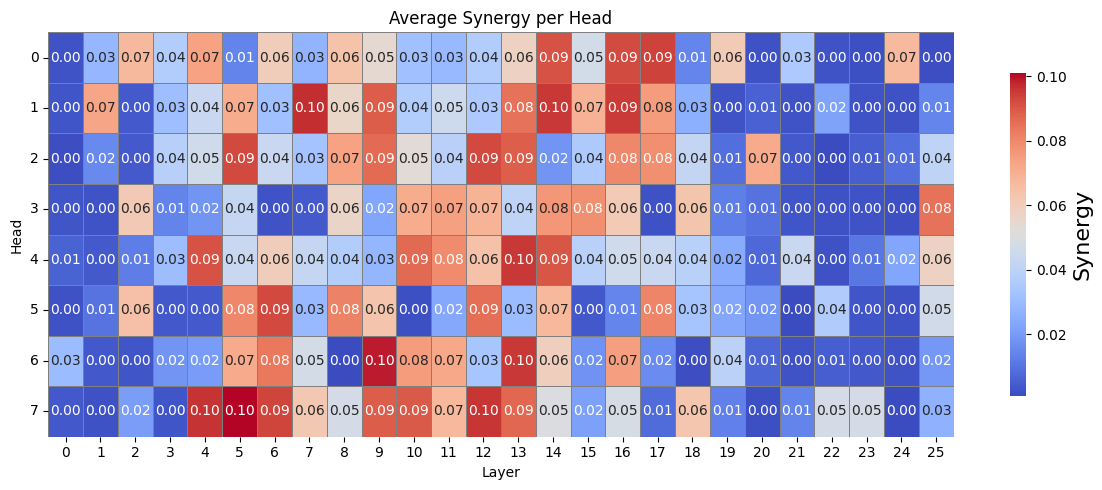 Average Synergy per Head
0 0.00 0.03 0.07 0.04 0.07 0.01 0.06 0.03 0.06 0.05 0.03 0.03 0.04 0.06 0.09 0.05 0.09 0.09 0.01 0.06 0.00 0.03 0.00 0.00 0.07 0.00
1 0.00 0.07 0.00 0.03 0.04 0.07 0.03 0.10 0.06 0.09 0.04 0.05 0.03 0.08 0.10 0.07 0.09 0.08 0.03 0.00 0.01 0.00 0.02 0.00 0.00 0.01
2 0.00 0.02 0.00 0.04 0.05 0.09 0.04 0.03 0.07 0.09 0.05 0.04 0.09 0.09 0.02 0.04 0.08 0.08 0.04 0.01 0.07 0.00 0.00 0.01 0.01 0.04
3 0.00 0.00 0.06 0.01 0.02 0.04 0.00 0.00 0.06 0.02 0.07 0.07 0.07 0.04 0.08 0.08 0.06 0.00 0.06 0.01 0.01 0.00 0.00 0.00 0.00 0.08
4 0.01 0.00 0.01 0.03 0.09 0.04 0.06 0.04 0.04 0.03 0.09 0.08 0.06 0.10 0.09 0.04 0.05 0.04 0.04 0.02 0.01 0.04 0.00 0.01 0.02 0.06
5 0.00 0.01 0.06 0.00 0.00 0.08 0.09 0.03 0.08 0.06 0.00 0.02 0.09 0.03 0.07 0.00 0.01 0.08 0.03 0.02 0.02 0.00 0.04 0.00 0.00 0.05
6 0.03 0.00 0.00 0.02 0.02 0.07 0.08 0.05 0.00 0.10 0.08 0.07 0.03 0.10 0.06 0.02 0.07 0.02 0.00 0.04 0.01 0.00 0.01 0.00 0.00 0.02
7 0.00 0.00 0.02 0.00 0.10 0.10 0.09 0.06 0.05 0.09 0.09 0.07 0.10 0.09 0.05 0.02 0.05 0.01 0.06 0.01 0.00 0.01 0.05 0.05 0.00 0.03
0 1 2 3 4 5 6 7 8 9 10 11 12 13 14 15 16 17 18 19 20 21 22 23 24 25
Layer
Head
0.10
0.08
0.06
0.04
0.02
Synergy